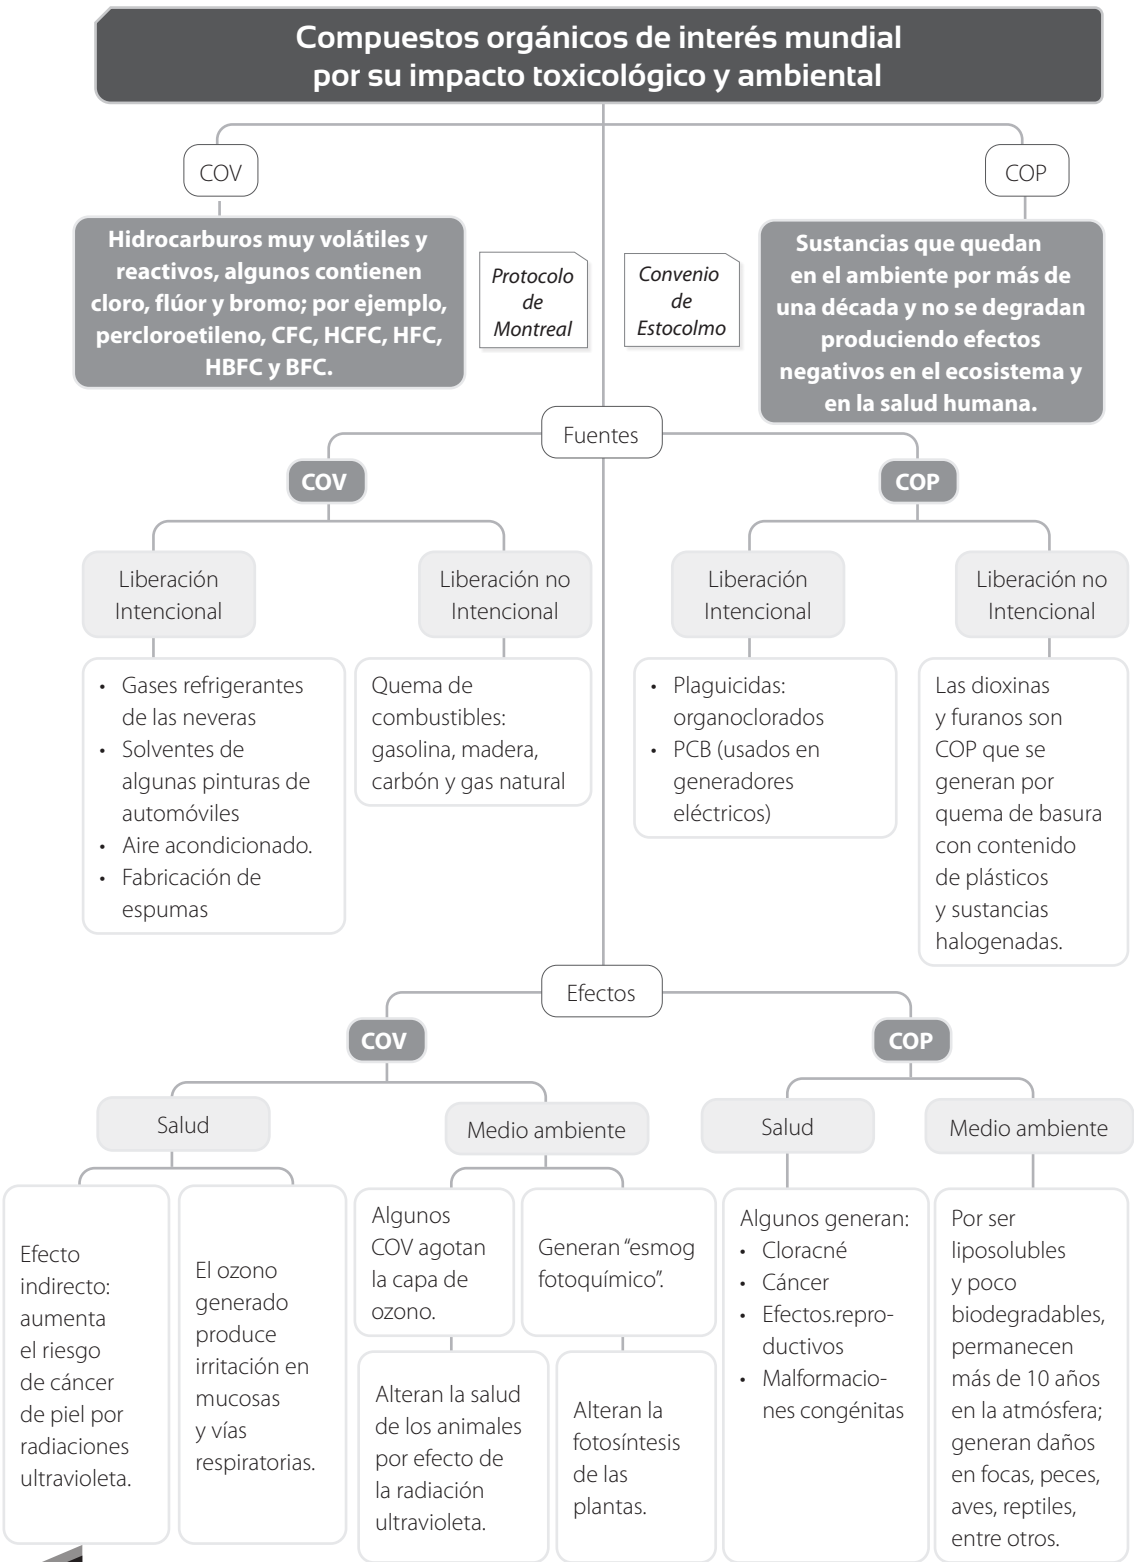 Compuestos orgánicos de interés mundial
por su impacto toxicológico y ambiental
COV
COP
Hidrocarburos muy volátiles y
reactivos, algunos contienen
cloro, flúor y bromo; por ejemplo,
percloroetileno, CFC, HCFC, HFC,
HBFC y BFC.
Protocolo
de
Montreal
Convenio
de
Estocolmo
Sustancias que quedan
en el ambiente por más de
una década y no se degradan
produciendo efectos
negativos en el ecosistema y
en la salud humana.
Fuentes
COV
COP
Liberación
Intencional
Liberación no
Intencional
Liberación
Intencional
Liberación no
Intencional
• Gases refrigerantes
de las neveras
• Solventes de
algunas pinturas de
automóviles
• Aire acondicionado.
• Fabricación de
espumas
Quema de
combustibles:
gasolina, madera,
carbón y gas natural
• Plaguicidas:
organoclorados
• PCB (usados en
generadores
eléctricos)
Las dioxinas
y furanos son
COP que se
generan por
quema de basura
con contenido
de plásticos
y sustancias
halogenadas.
Efectos
COV
COP
Salud
Medio ambiente
Salud
Medio ambiente
Efecto
indirecto:
aumenta
el riesgo
de cáncer
de piel por
radiaciones
ultravioleta.
El ozono
generado
produce
irritación en
mucosas
y vías
respiratorias.
Algunos
COV agotan
la capa de
ozono.
Generan “esmog
fotoquímico”.
Alteran la salud
de los animales
por efecto de
la radiación
ultravioleta.
Alteran la
fotosíntesis
de las
plantas.
Algunos generan:
• Cloracné
• Cáncer
• Efectos.repro-
ductivos
• Malformacio-
nes congénitas
Por ser
liposolubles
y poco
biodegradables,
permanecen
más de 10 años
en la atmósfera;
generan daños
en focas, peces,
aves, reptiles,
entre otros.